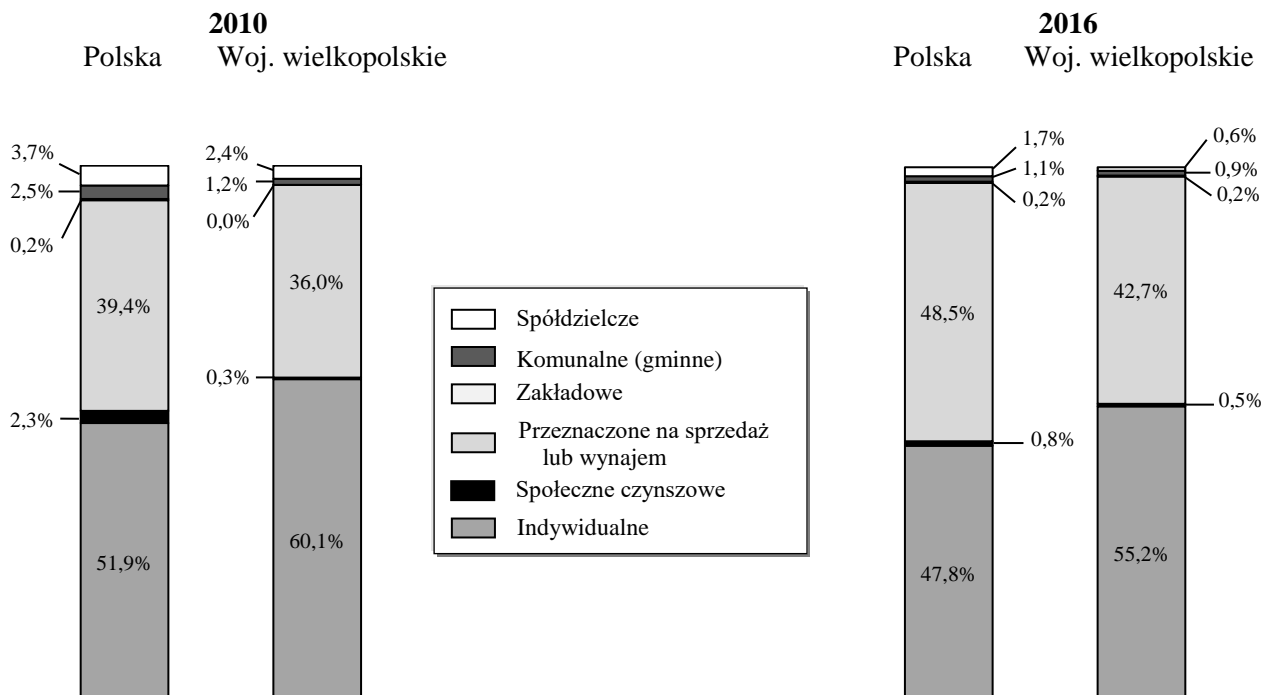 2010
Polska Woj. wielkopolskie
3,7%
2,5%
0,2%
39,4%
2,3%
51,9%
2,4%
1,2%
0,0%
36,0%
0,3%
60,1%
Spółdzielcze
Komunalne (gminne)
Zakładowe
Przeznaczone na sprzedaż
lub wynajem
Społeczne czynszowe
Indywidualne
2016
Polska Woj. wielkopolskie
1,7%
1,1%
0,2%
48,5%
0,8%
47,8%
0,6%
0,9%
0,2%
42,7%
0,5%
55,2%